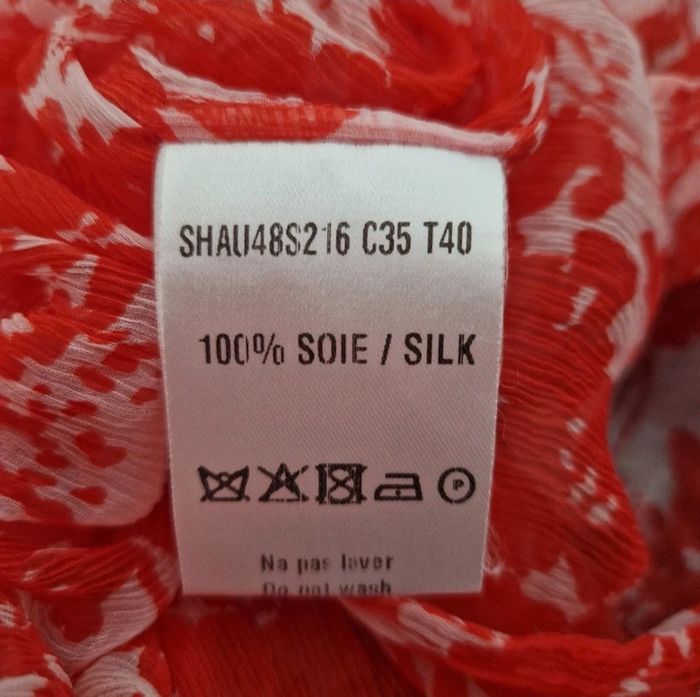 SHAU48S216 C35 T40
100% SOIE / SILK
P
Na pas laver
Do not wash